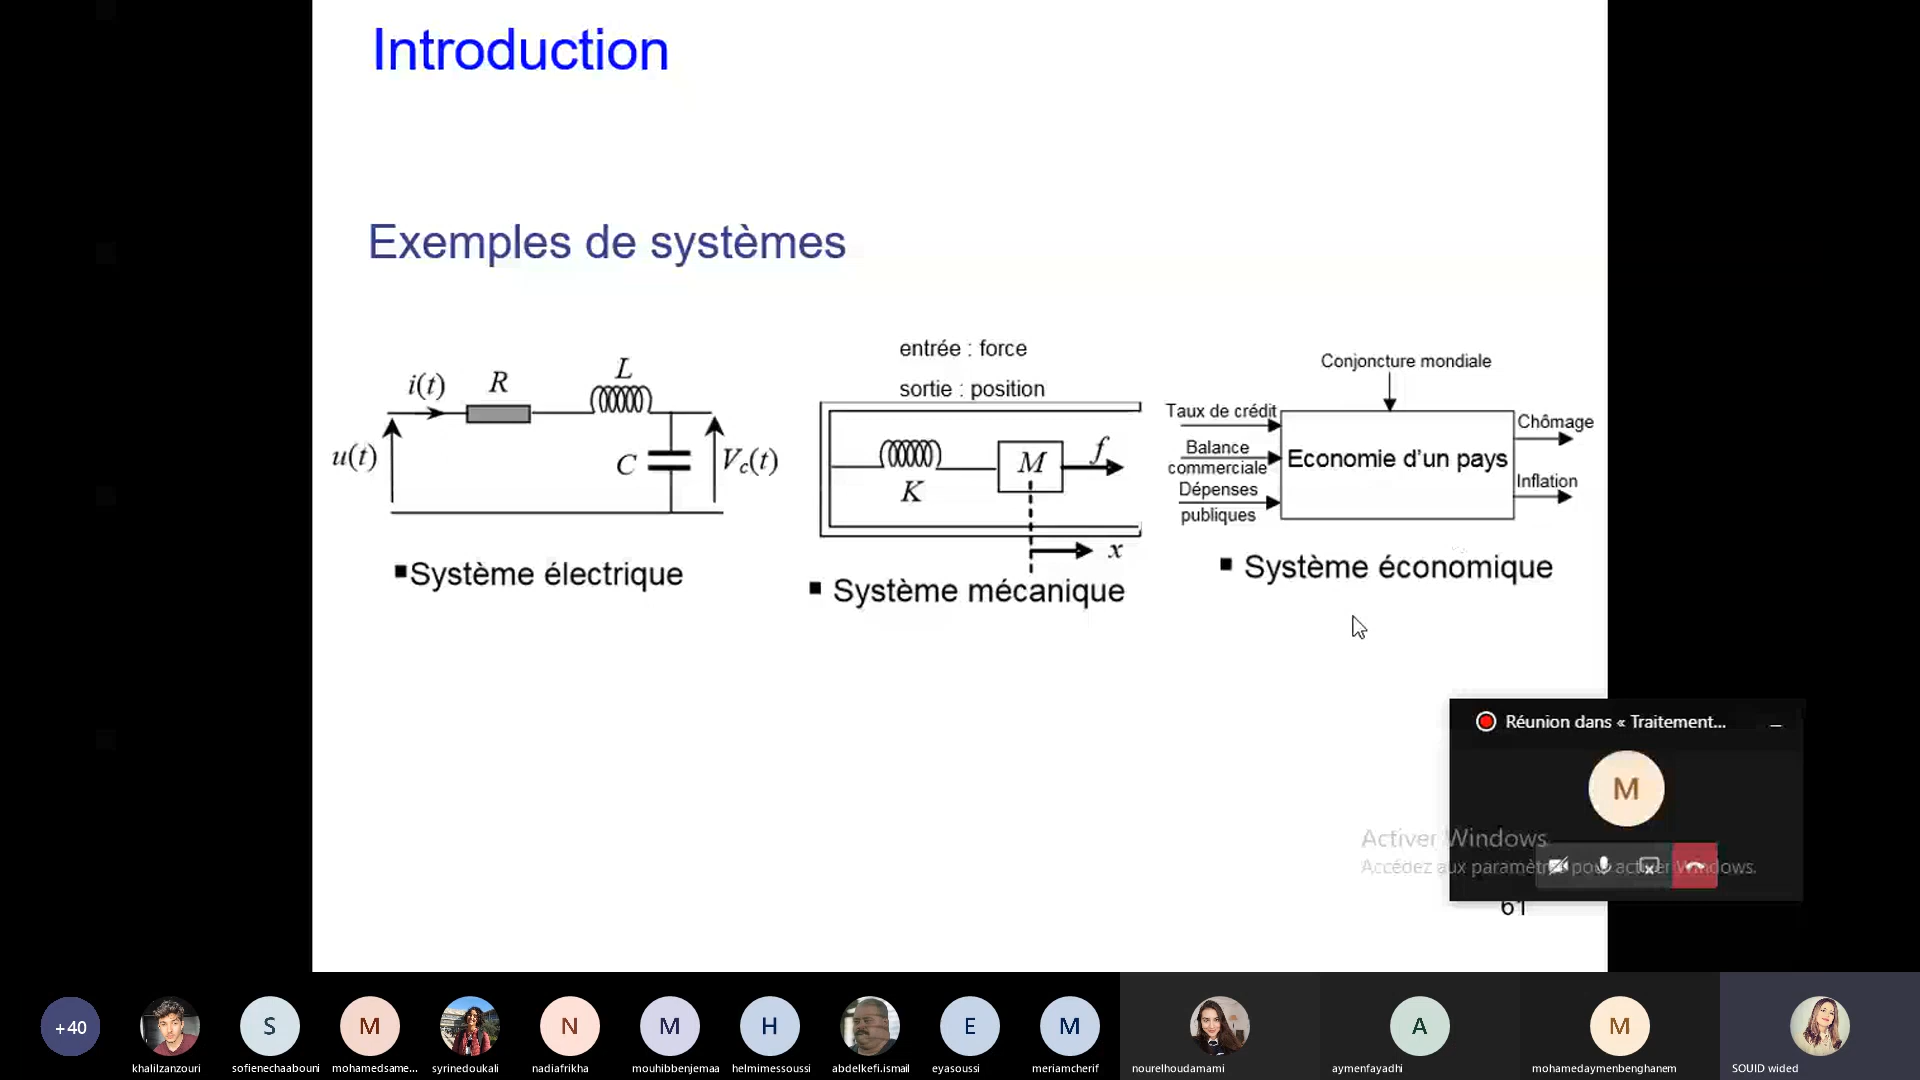 Introduction
Exemples de systèmes
i(t)
R
L
u(t)
C
Vc(t)
Système électrique
entrée : force
sortie : position
K
M
f
x
Système mécanique
Conjoncture mondiale
Taux de crédit
Balance
commerciale
Dépenses
publiques
Economie d'un pays
Chômage
Inflation
Système économique
Réunion dans « Traitement...
M
Activer Windows
Accédez aux paramètres pour activer Windows.
61
+40
S
M
N
M
H
E
M
A
M
khalilzanzouri
sofienechaabouni
mohamedsame...
syrinedoukali
nadiafrikha
mouhibbenjemaa
helmimessoussi
abdelkefi.ismail
eyasoussi
meriamcherif
nourelhoudamami
aymenfayadhi
mohamedaymenbenghanem
SOUID wided